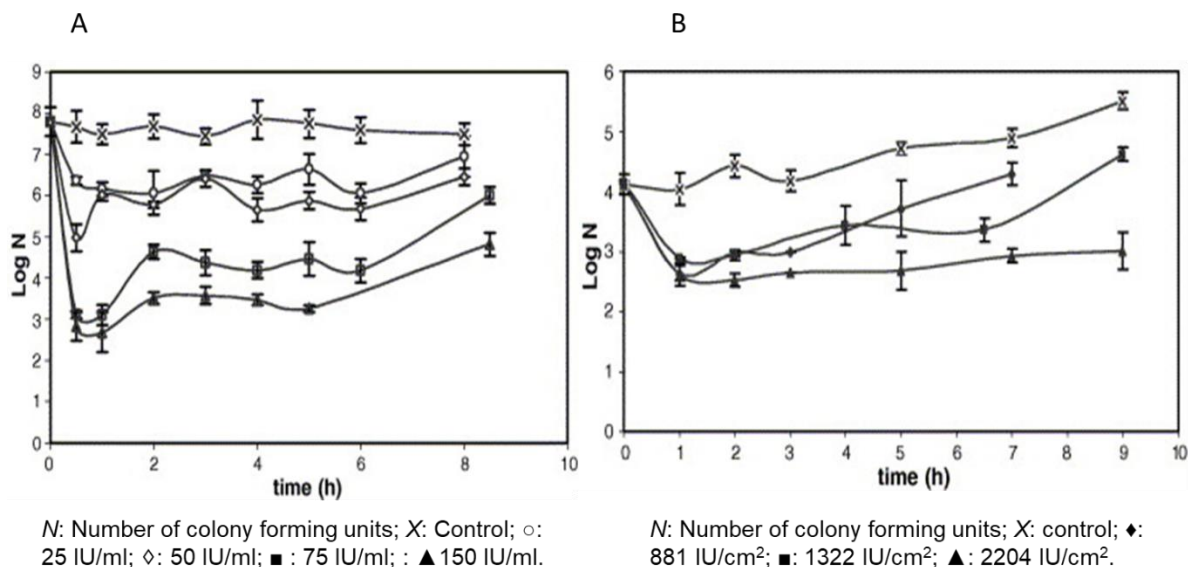 A
B
9
8
7
6
5
4
3
2
1
0
Log N
0 2 4 6 8 10
time (h)
6
5
4
3
2
1
0
Log N
0 1 2 3 4 5 6 7 8 9 10
time (h)
N: Number of colony forming units; X: Control; ○:
25 IU/ml; ◊: 50 IU/ml; ■ : 75 IU/ml; : ▲150 IU/ml.
N: Number of colony forming units; X: control; ♦:
881 IU/cm²; ■: 1322 IU/cm²; ▲: 2204 IU/cm².